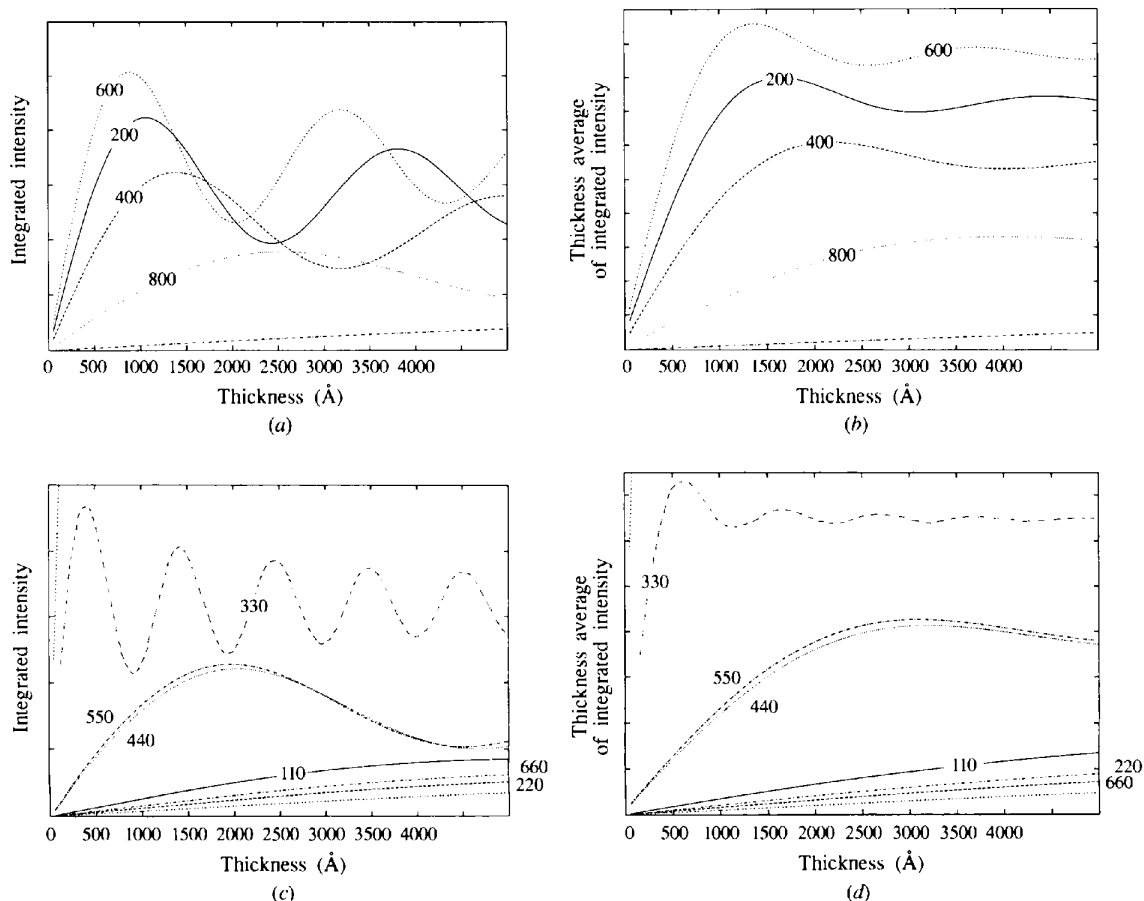 Integrated intensity
600
200
400
800
0 500 1000 1500 2000 2500 3000 3500 4000
Thickness (Å)
(a)
Thickness average
of integrated intensity
600
200
400
800
0 500 1000 1500 2000 2500 3000 3500 4000
Thickness (Å)
(b)
Integrated intensity
330
550
440
110
660
220
0 500 1000 1500 2000 2500 3000 3500 4000
Thickness (Å)
(c)
Thickness average
of integrated intensity
330
550
440
110
220
660
0 500 1000 1500 2000 2500 3000 3500 4000
Thickness (Å)
(d)